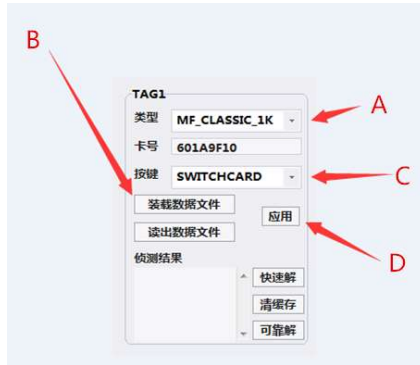 B
TAG1
A
类型 MF_CLASSIC_1K
卡号 601A9F10
按键 SWITCHCARD
C
装载数据文件
应用
读出数据文件
D
侦测结果
快速解
清缓存
可靠解